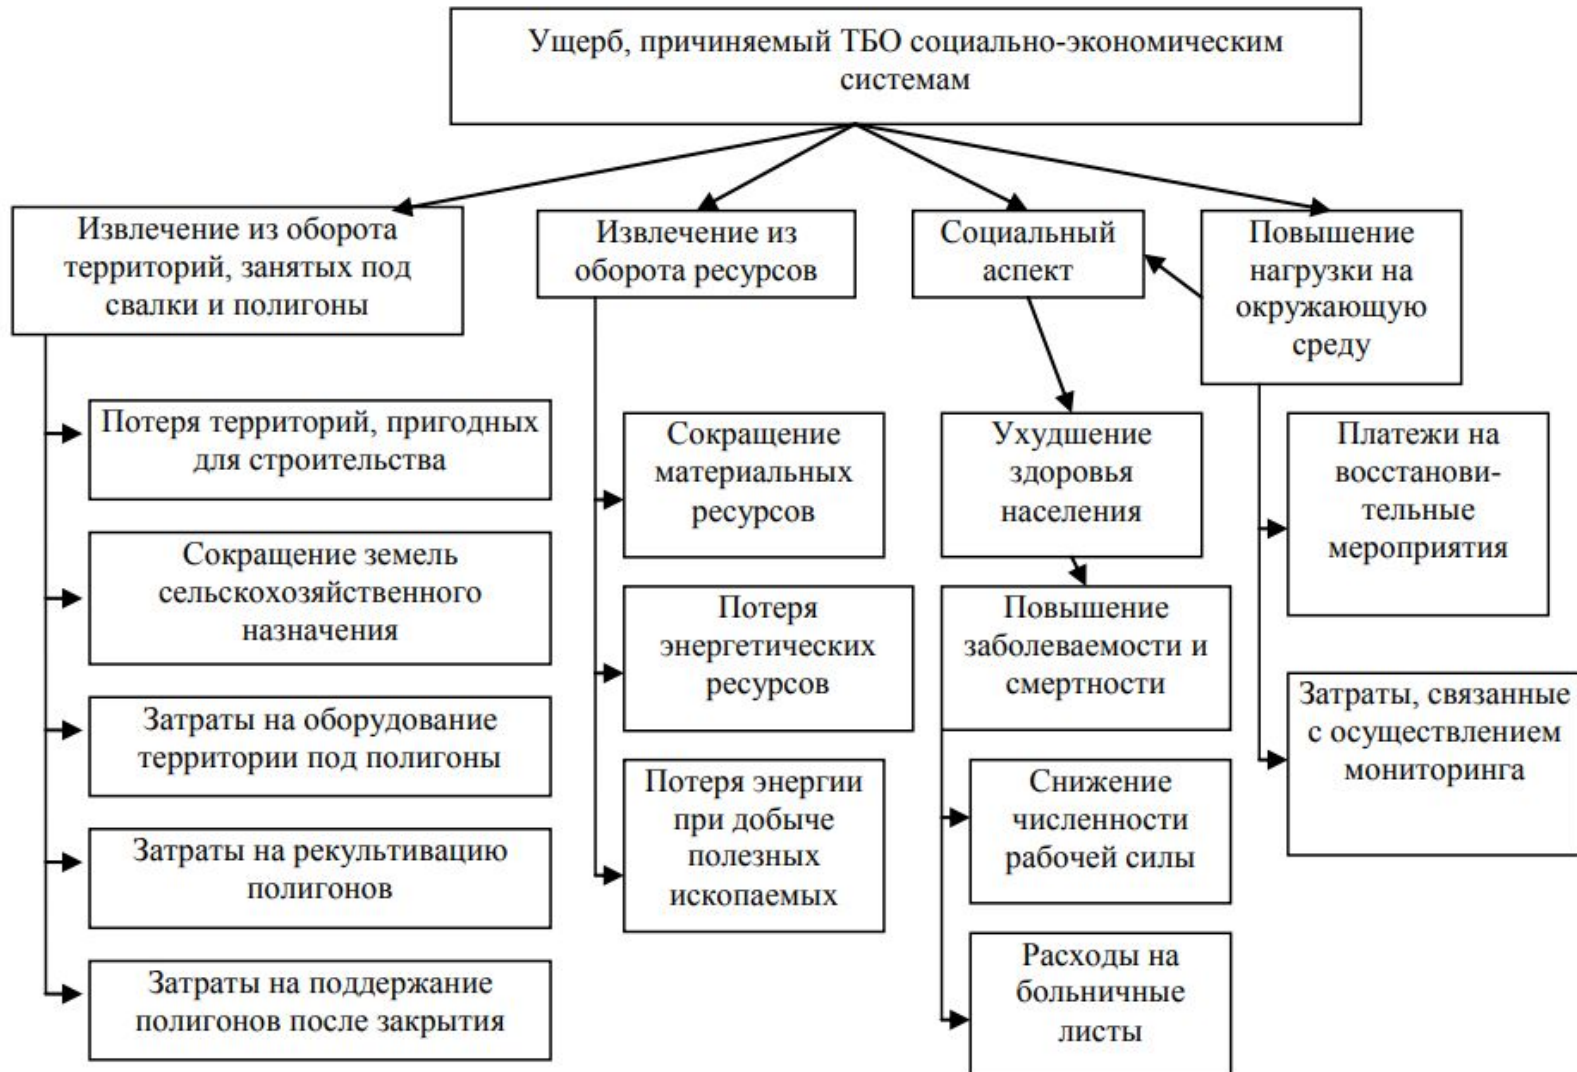 Ущерб, причиняемый ТБО социально-экономическим
системам
Извлечение из оборота
территорий, занятых под
свалки и полигоны
Потеря территорий, пригодных
для строительства
Сокращение земель
сельскохозяйственного
назначения
Затраты на оборудование
территории под полигоны
Затраты на рекультивацию
полигонов
Затраты на поддержание
полигонов после закрытия
Извлечение из
оборота ресурсов
Сокращение
материальных
ресурсов
Потеря
энергетических
ресурсов
Потеря энергии
при добыче
полезных
ископаемых
Социальный
аспект
Ухудшение
здоровья
населения
Повышение
заболеваемости и
смертности
Снижение
численности
рабочей силы
Расходы на
больничные
листы
Повышение
нагрузки на
окружающую
среду
Платежи на
восстанови-
тельные
мероприятия
Затраты, связанные
с осуществлением
мониторинга